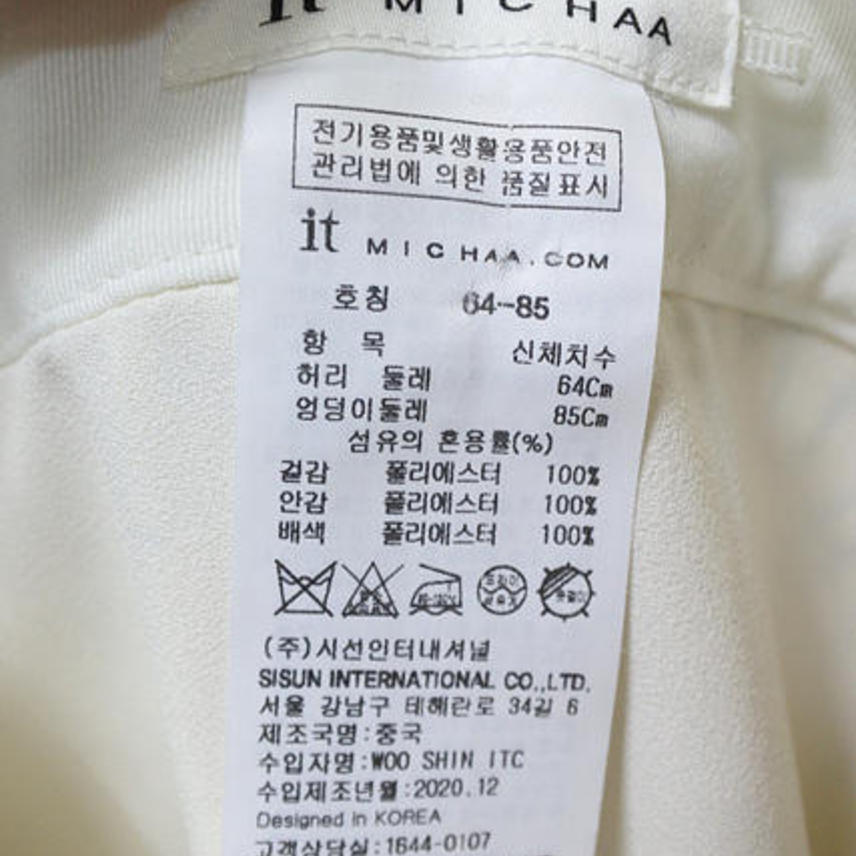 it MICHAA
전기용품및생활용품안전
관리법에 의한 품질표시
it MICHAA.COM
호칭 64-85
항 목 신체치수
허리 둘레 64Cm
엉덩이둘레 85Cm
섬유의 혼용률(%)
겉감 폴리에스터 100%
안감 폴리에스터 100%
배색 폴리에스터 100%
(주)시선인터내셔널
SISUN INTERNATIONAL CO.,LTD.
서울 강남구 테헤란로 34길 6
제조국명:중국
수입자명:WOO SHIN ITC
수입제조년월:2020.12
Designed in KOREA
고객상담실:1644-0107